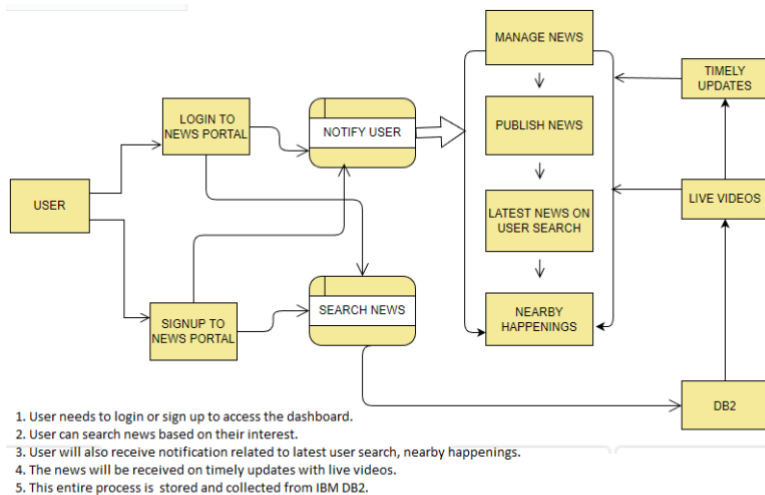 MANAGE NEWS
TIMELY
UPDATES
LOGIN TO
NEWS PORTAL
NOTIFY USER
PUBLISH NEWS
USER
LIVE VIDEOS
LATEST NEWS ON
USER SEARCH
SEARCH NEWS
NEARBY
HAPPENINGS
SIGNUP TO
NEWS PORTAL
DB2
1. User needs to login or sign up to access the dashboard.
2. User can search news based on their interest.
3. User will also receive notification related to latest user search, nearby happenings.
4. The news will be received on timely updates with live videos.
5. This entire process is stored and collected from IBM DB2.